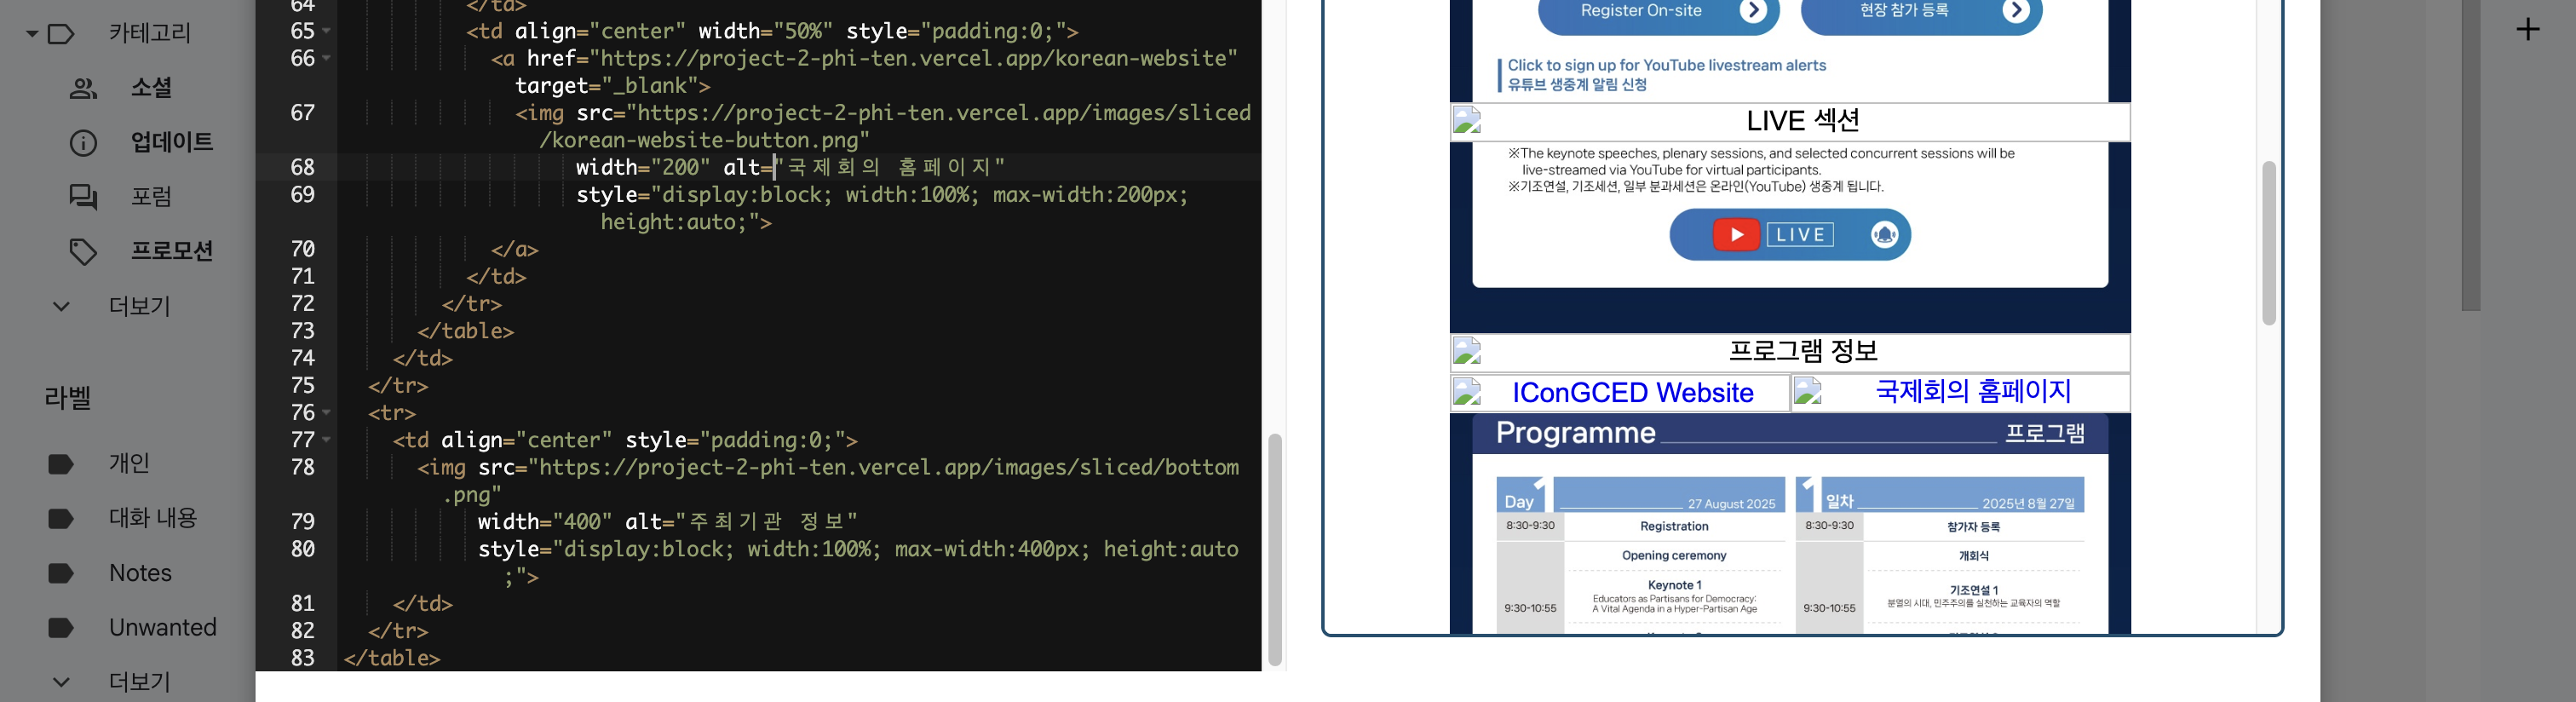 카테고리
소셜
업데이트
포럼
프로모션
더보기
라벨
개인
대화 내용
Notes
Unwanted
더보기
64 </td>
65 <td align="center" width="50%" style="padding:0;">
66 <a href="https://project-2-phi-ten.vercel.app/korean-website"
target="_blank">
67 <img src="https://project-2-phi-ten.vercel.app/images/sliced
/korean-website-button.png"
68 width="200" alt="국제회의 홈페이지"
69 style="display:block; width:100%; max-width:200px;
height:auto;">
70 </a>
71 </td>
72 </tr>
73 </table>
74 </td>
75 </tr>
76 <tr>
77 <td align="center" style="padding:0;">
78 <img src="https://project-2-phi-ten.vercel.app/images/sliced/bottom
.png"
79 width="400" alt="주최기관 정보"
80 style="display:block; width:100%; max-width:400px; height:auto
;">
81 </td>
82 </tr>
83 </table>
Register On-site
현장 참가 등록
Click to sign up for YouTube livestream alerts
유튜브 생중계 알림 신청
LIVE 섹션
※The keynote speeches, plenary sessions, and selected concurrent sessions will be
live-streamed via YouTube for virtual participants.
※기조연설, 기조세션, 일부 분과세션은 온라인(YouTube) 생중계 됩니다.
LIVE
프로그램 정보
IConGCED Website 국제회의 홈페이지
Programme 프로그램
Day 1 27 August 2025
8:30-9:30 Registration
Opening ceremony
9:30-10:55
Keynote 1
Educators as Partisans for Democracy:
A Vital Agenda in a Hyper-Partisan Age
1일차 2025년 8월 27일
8:30-9:30 참가자 등록
개회식
9:30-10:55
기조연설 1
분열의 시대, 민주주의를 실천하는 교육자의 역할